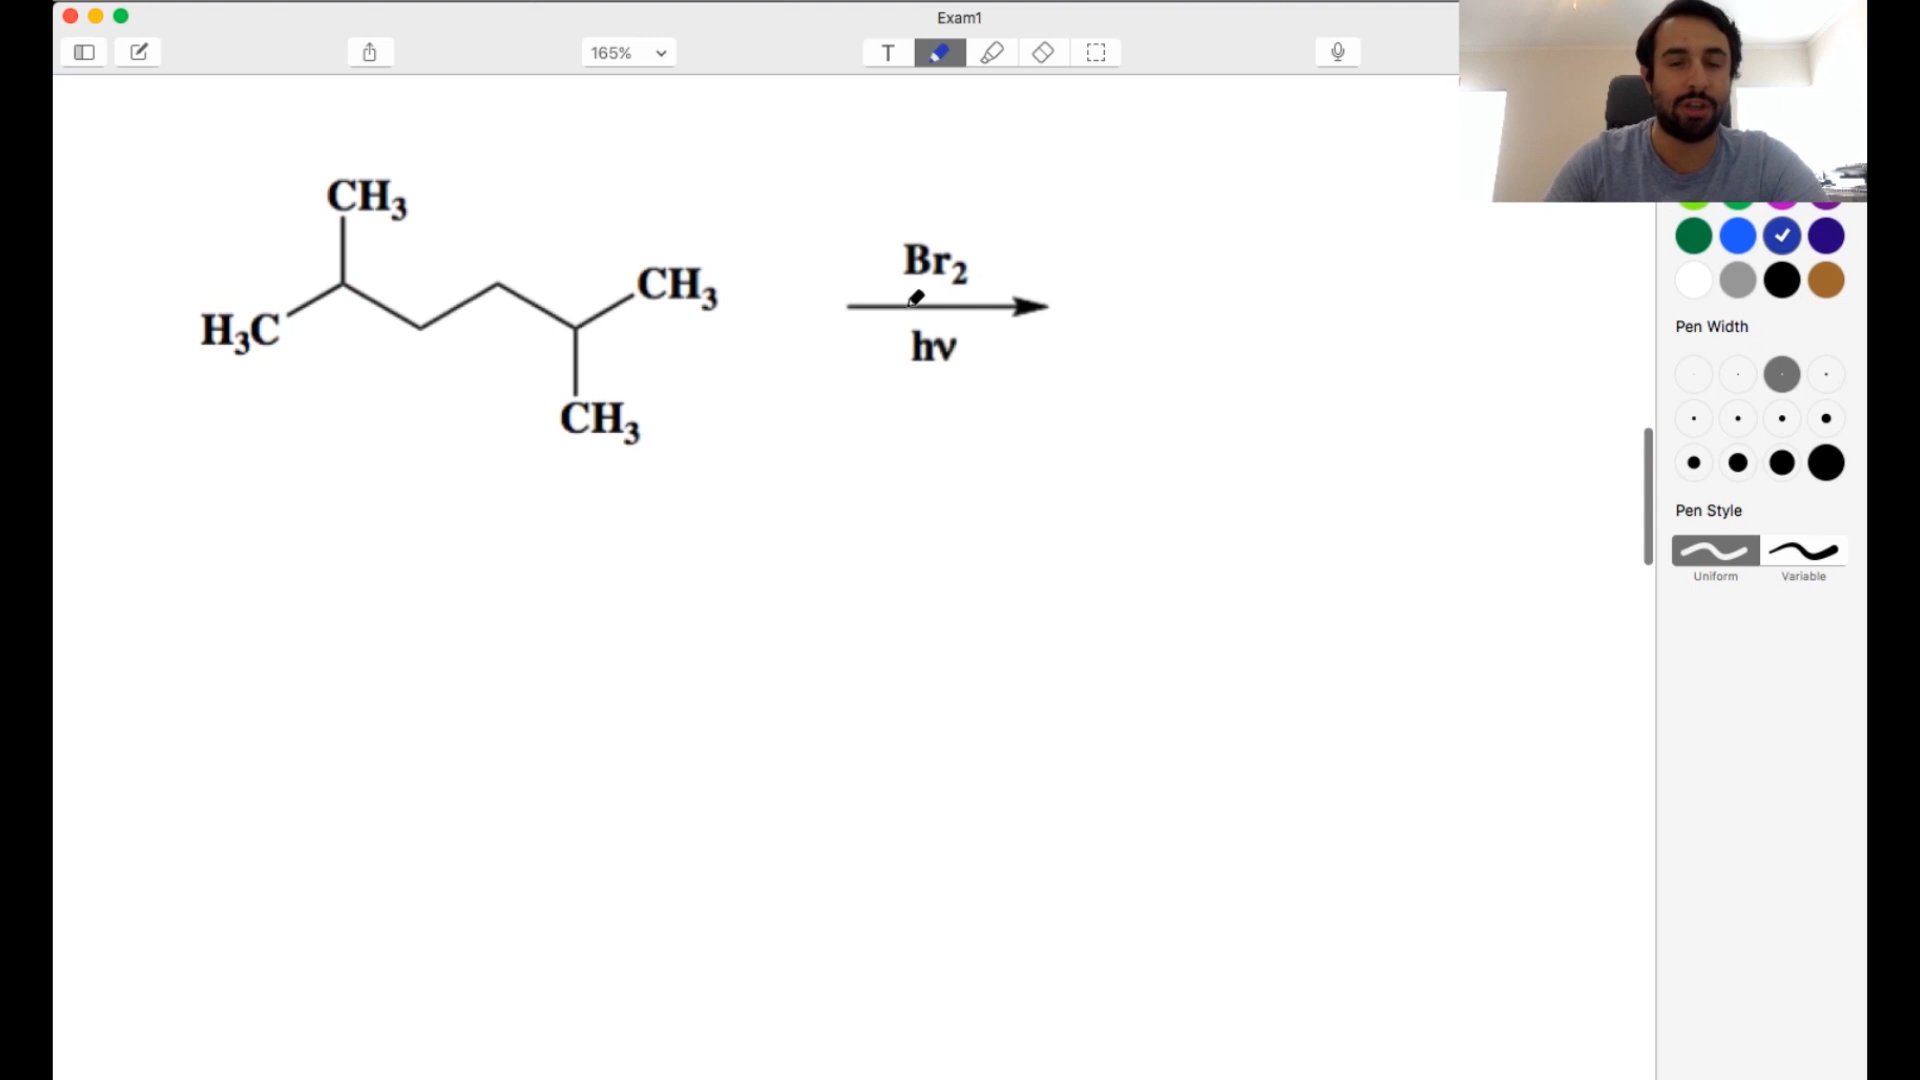 Exam1
165%
T
CH3
H3C
CH3
CH3
Br2
hν
Pen Width
Pen Style
Uniform
Variable